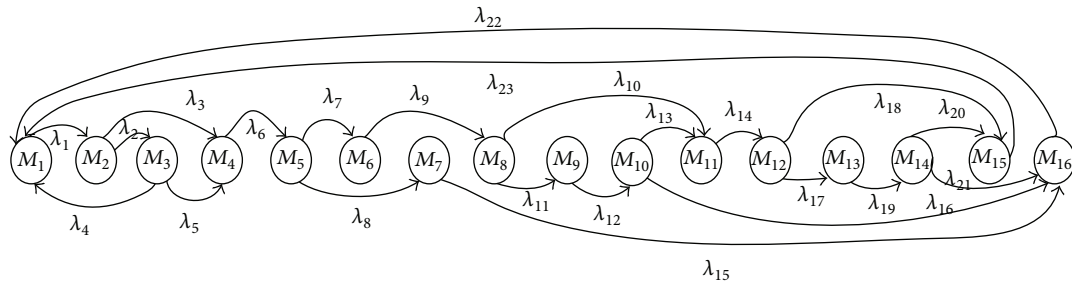 λ₂₂
λ₂₃
λ₁ λ₂ λ₃ λ₆ λ₇ λ₉ λ₁₀ λ₁₃ λ₁₄ λ₁₈ λ₂₀
M₁ M₂ M₃ M₄ M₅ M₆ M₇ M₈ M₉ M₁₀ M₁₁ M₁₂ M₁₃ M₁₄ M₁₅ M₁₆
λ₄ λ₅ λ₈ λ₁₁ λ₁₂ λ₁₇ λ₁₉ λ₁₆ λ₂₁
λ₁₅